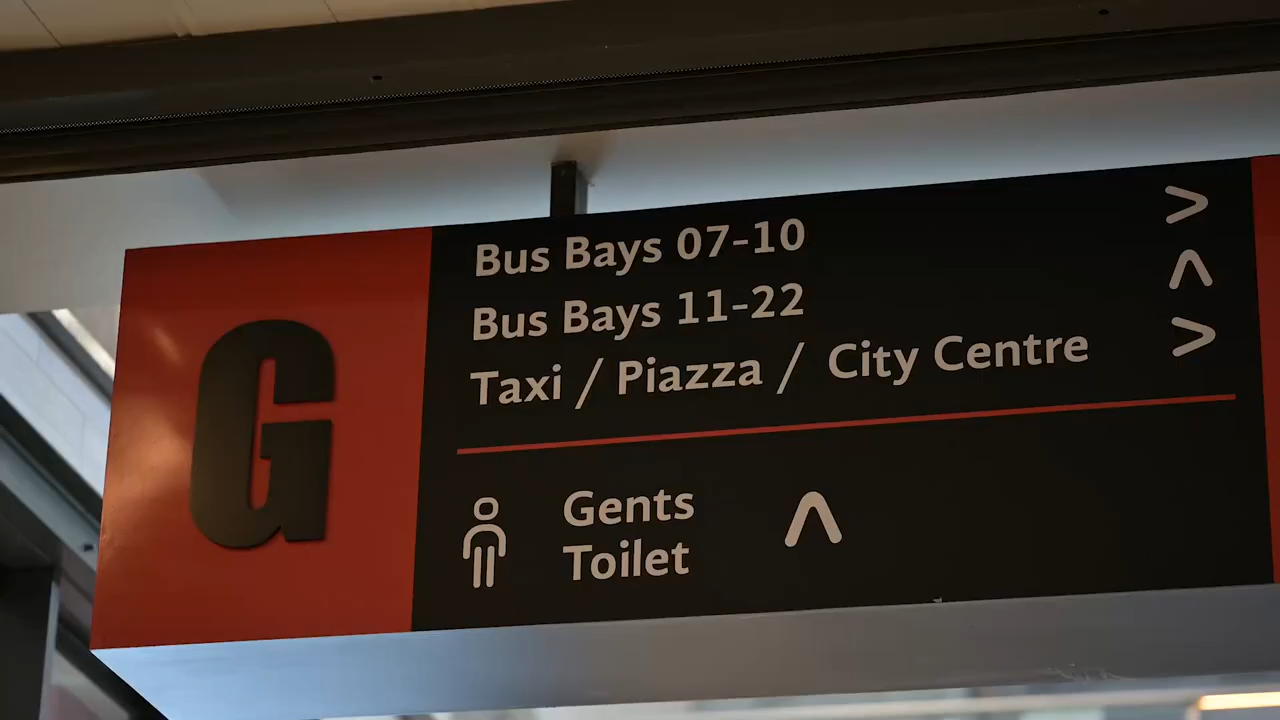 G
Bus Bays 07-10 >
Bus Bays 11-22 ^
Taxi / Piazza / City Centre >
Gents ^
Toilet